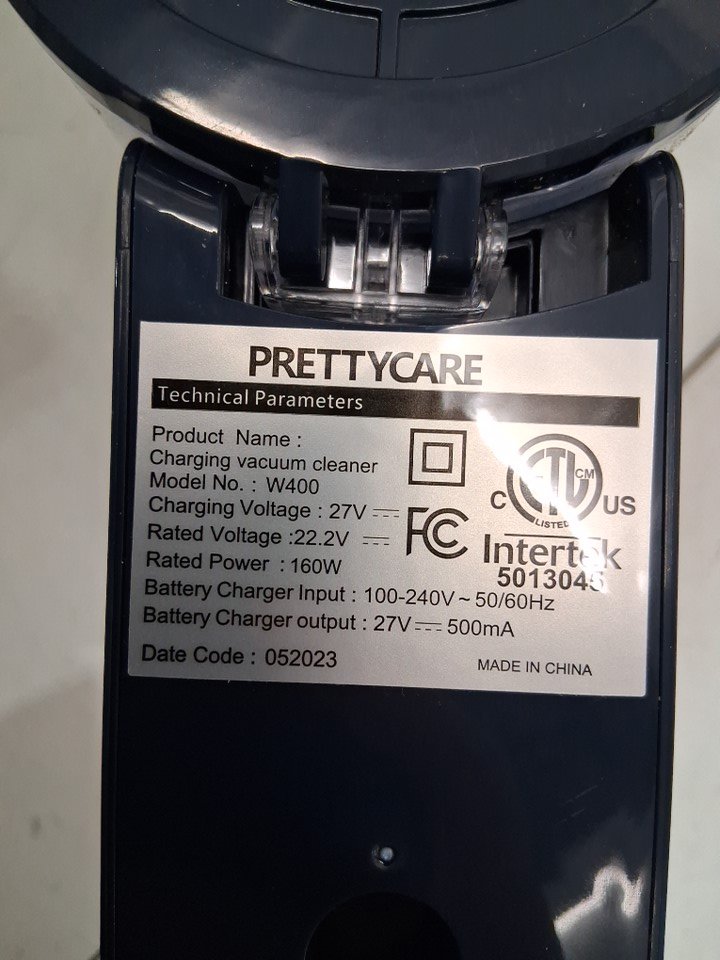 PRETTYCARE
Technical Parameters
Product Name :
Charging vacuum cleaner
Model No. : W400
Charging Voltage : 27V ⎓
Rated Voltage :22.2V ⎓
Rated Power : 160W
Battery Charger Input : 100-240V ~ 50/60Hz
Battery Charger output : 27V⎓ 500mA
Date Code : 052023
FC
ETL CM
LISTED
C US
Intertek
5013045
MADE IN CHINA